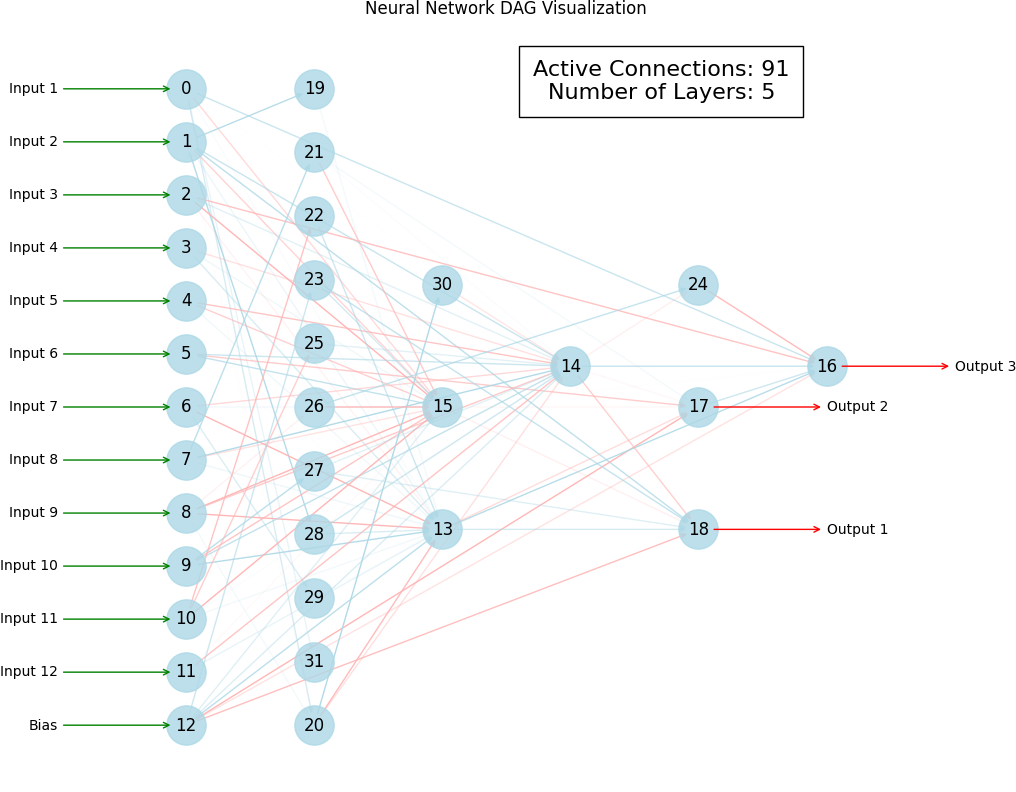 Neural Network DAG Visualization
Active Connections: 91
Number of Layers: 5
Input 1
0
19
Input 2
1
21
Input 3
2
22
Input 4
3
23
30
24
Input 5
4
25
Input 6
5
14
16
Output 3
Input 7
6
26
15
17
Output 2
Input 8
7
27
Input 9
8
28
13
18
Output 1
Input 10
9
29
Input 11
10
31
Input 12
11
Bias
12
20